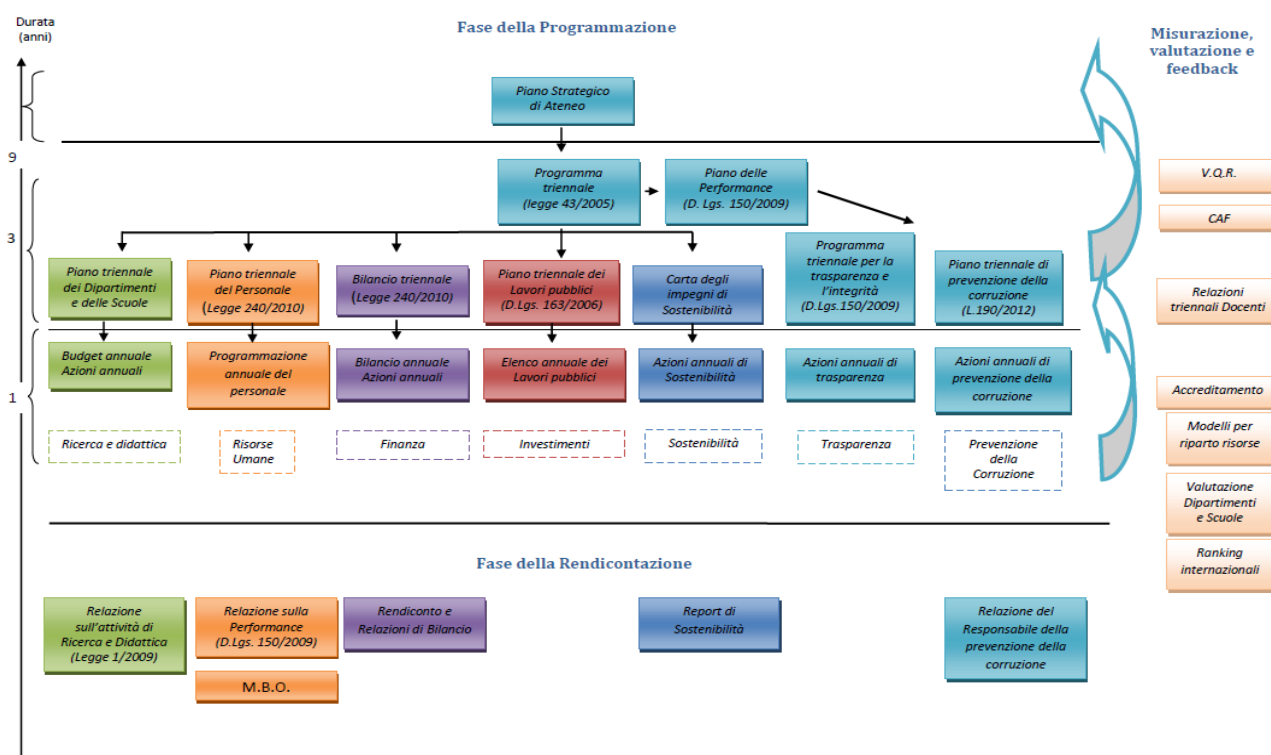 Durata
(anni)
Fase della Programmazione
Misurazione,
valutazione e
feedback
Piano Strategico
di Ateneo
9
Programma
triennale
(legge 43/2005)
Piano delle
Performance
(D. Lgs. 150/2009)
V.Q.R.
CAF
3
Piano triennale
dei Dipartimenti
e delle Scuole
Piano triennale
del Personale
(Legge 240/2010)
Bilancio triennale
(Legge 240/2010)
Piano triennale dei
Lavori pubblici
(D.Lgs. 163/2006)
Carta degli
impegni di
Sostenibilità
Programma
triennale per la
trasparenza e
l'integrità
(D.Lgs.150/2009)
Piano triennale di
prevenzione della
corruzione
(L.190/2012)
Relazioni
triennali Docenti
1
Budget annuale
Azioni annuali
Programmazione
annuale del
personale
Bilancio annuale
Azioni annuali
Elenco annuale dei
Lavori pubblici
Azioni annuali di
Sostenibilità
Azioni annuali di
trasparenza
Azioni annuali di
prevenzione della
corruzione
Accreditamento
Ricerca e didattica
Risorse
Umane
Finanza
Investimenti
Sostenibilità
Trasparenza
Prevenzione
della
Corruzione
Modelli per
riparto risorse
Valutazione
Dipartimenti
e Scuole
Ranking
internazionali
Fase della Rendicontazione
Relazione
sull'attività di
Ricerca e Didattica
(Legge 1/2009)
Relazione sulla
Performance
(D.Lgs. 150/2009)
M.B.O.
Rendiconto e
Relazioni di Bilancio
Report di
Sostenibilità
Relazione del
Responsabile della
prevenzione della
corruzione